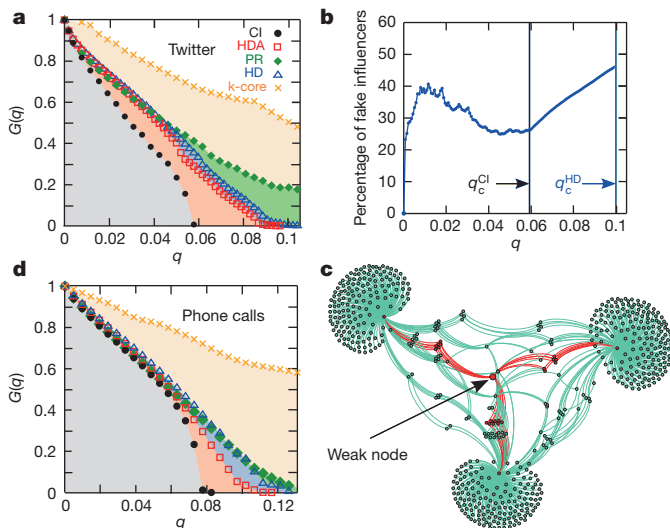 a
Twitter
CI
HDA
PR
HD
k-core
G(q)
1
0.8
0.6
0.4
0.2
0
0 0.02 0.04 0.06 0.08 0.1
q
b
Percentage of fake influencers
60
40
20
0
q_c^CI
q_c^HD
0 0.02 0.04 0.06 0.08 0.1
q
d
Phone calls
G(q)
1
0.8
0.6
0.4
0.2
0
0 0.04 0.08 0.12
q
c
Weak node